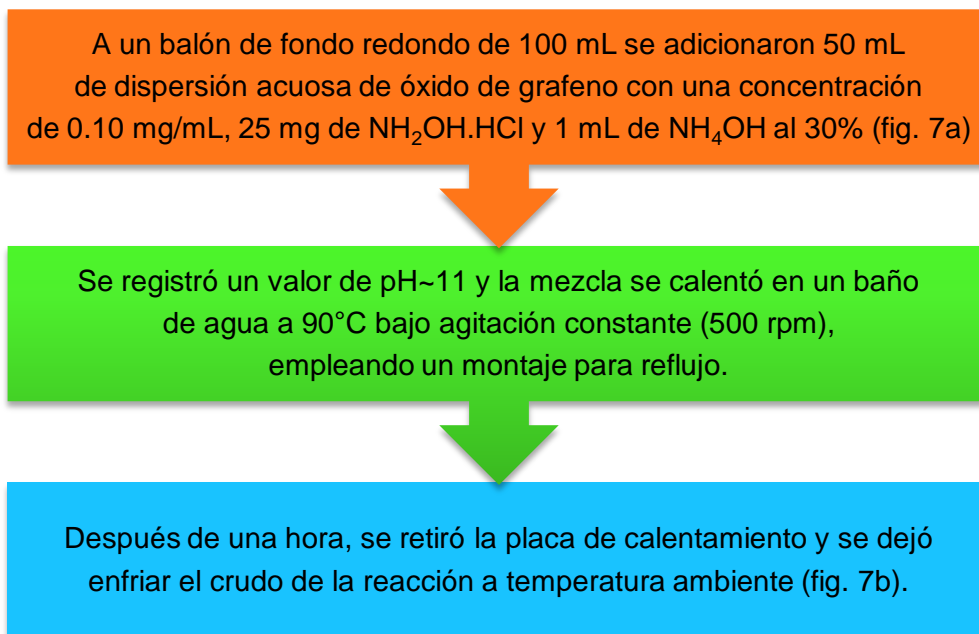 A un balón de fondo redondo de 100 mL se adicionaron 50 mL
de dispersión acuosa de óxido de grafeno con una concentración
de 0.10 mg/mL, 25 mg de NH₂OH.HCl y 1 mL de NH₄OH al 30% (fig. 7a)
Se registró un valor de pH~11 y la mezcla se calentó en un baño
de agua a 90°C bajo agitación constante (500 rpm),
empleando un montaje para reflujo.
Después de una hora, se retiró la placa de calentamiento y se dejó
enfriar el crudo de la reacción a temperatura ambiente (fig. 7b).